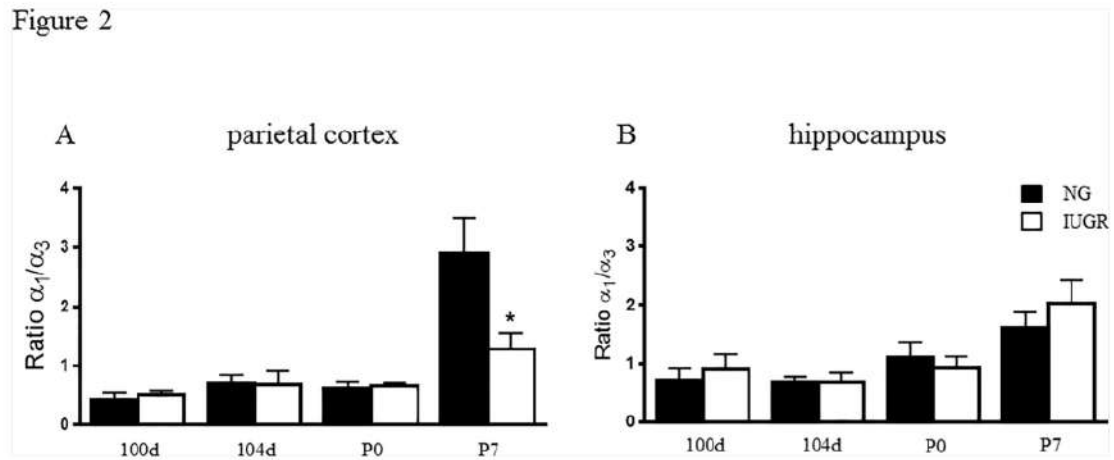 Figure 2
A parietal cortex
Ratio α1/α3
4
3
2
1
0
100d 104d P0 P7
*
B hippocampus
Ratio α1/α3
4
3
2
1
0
100d 104d P0 P7
NG
IUGR